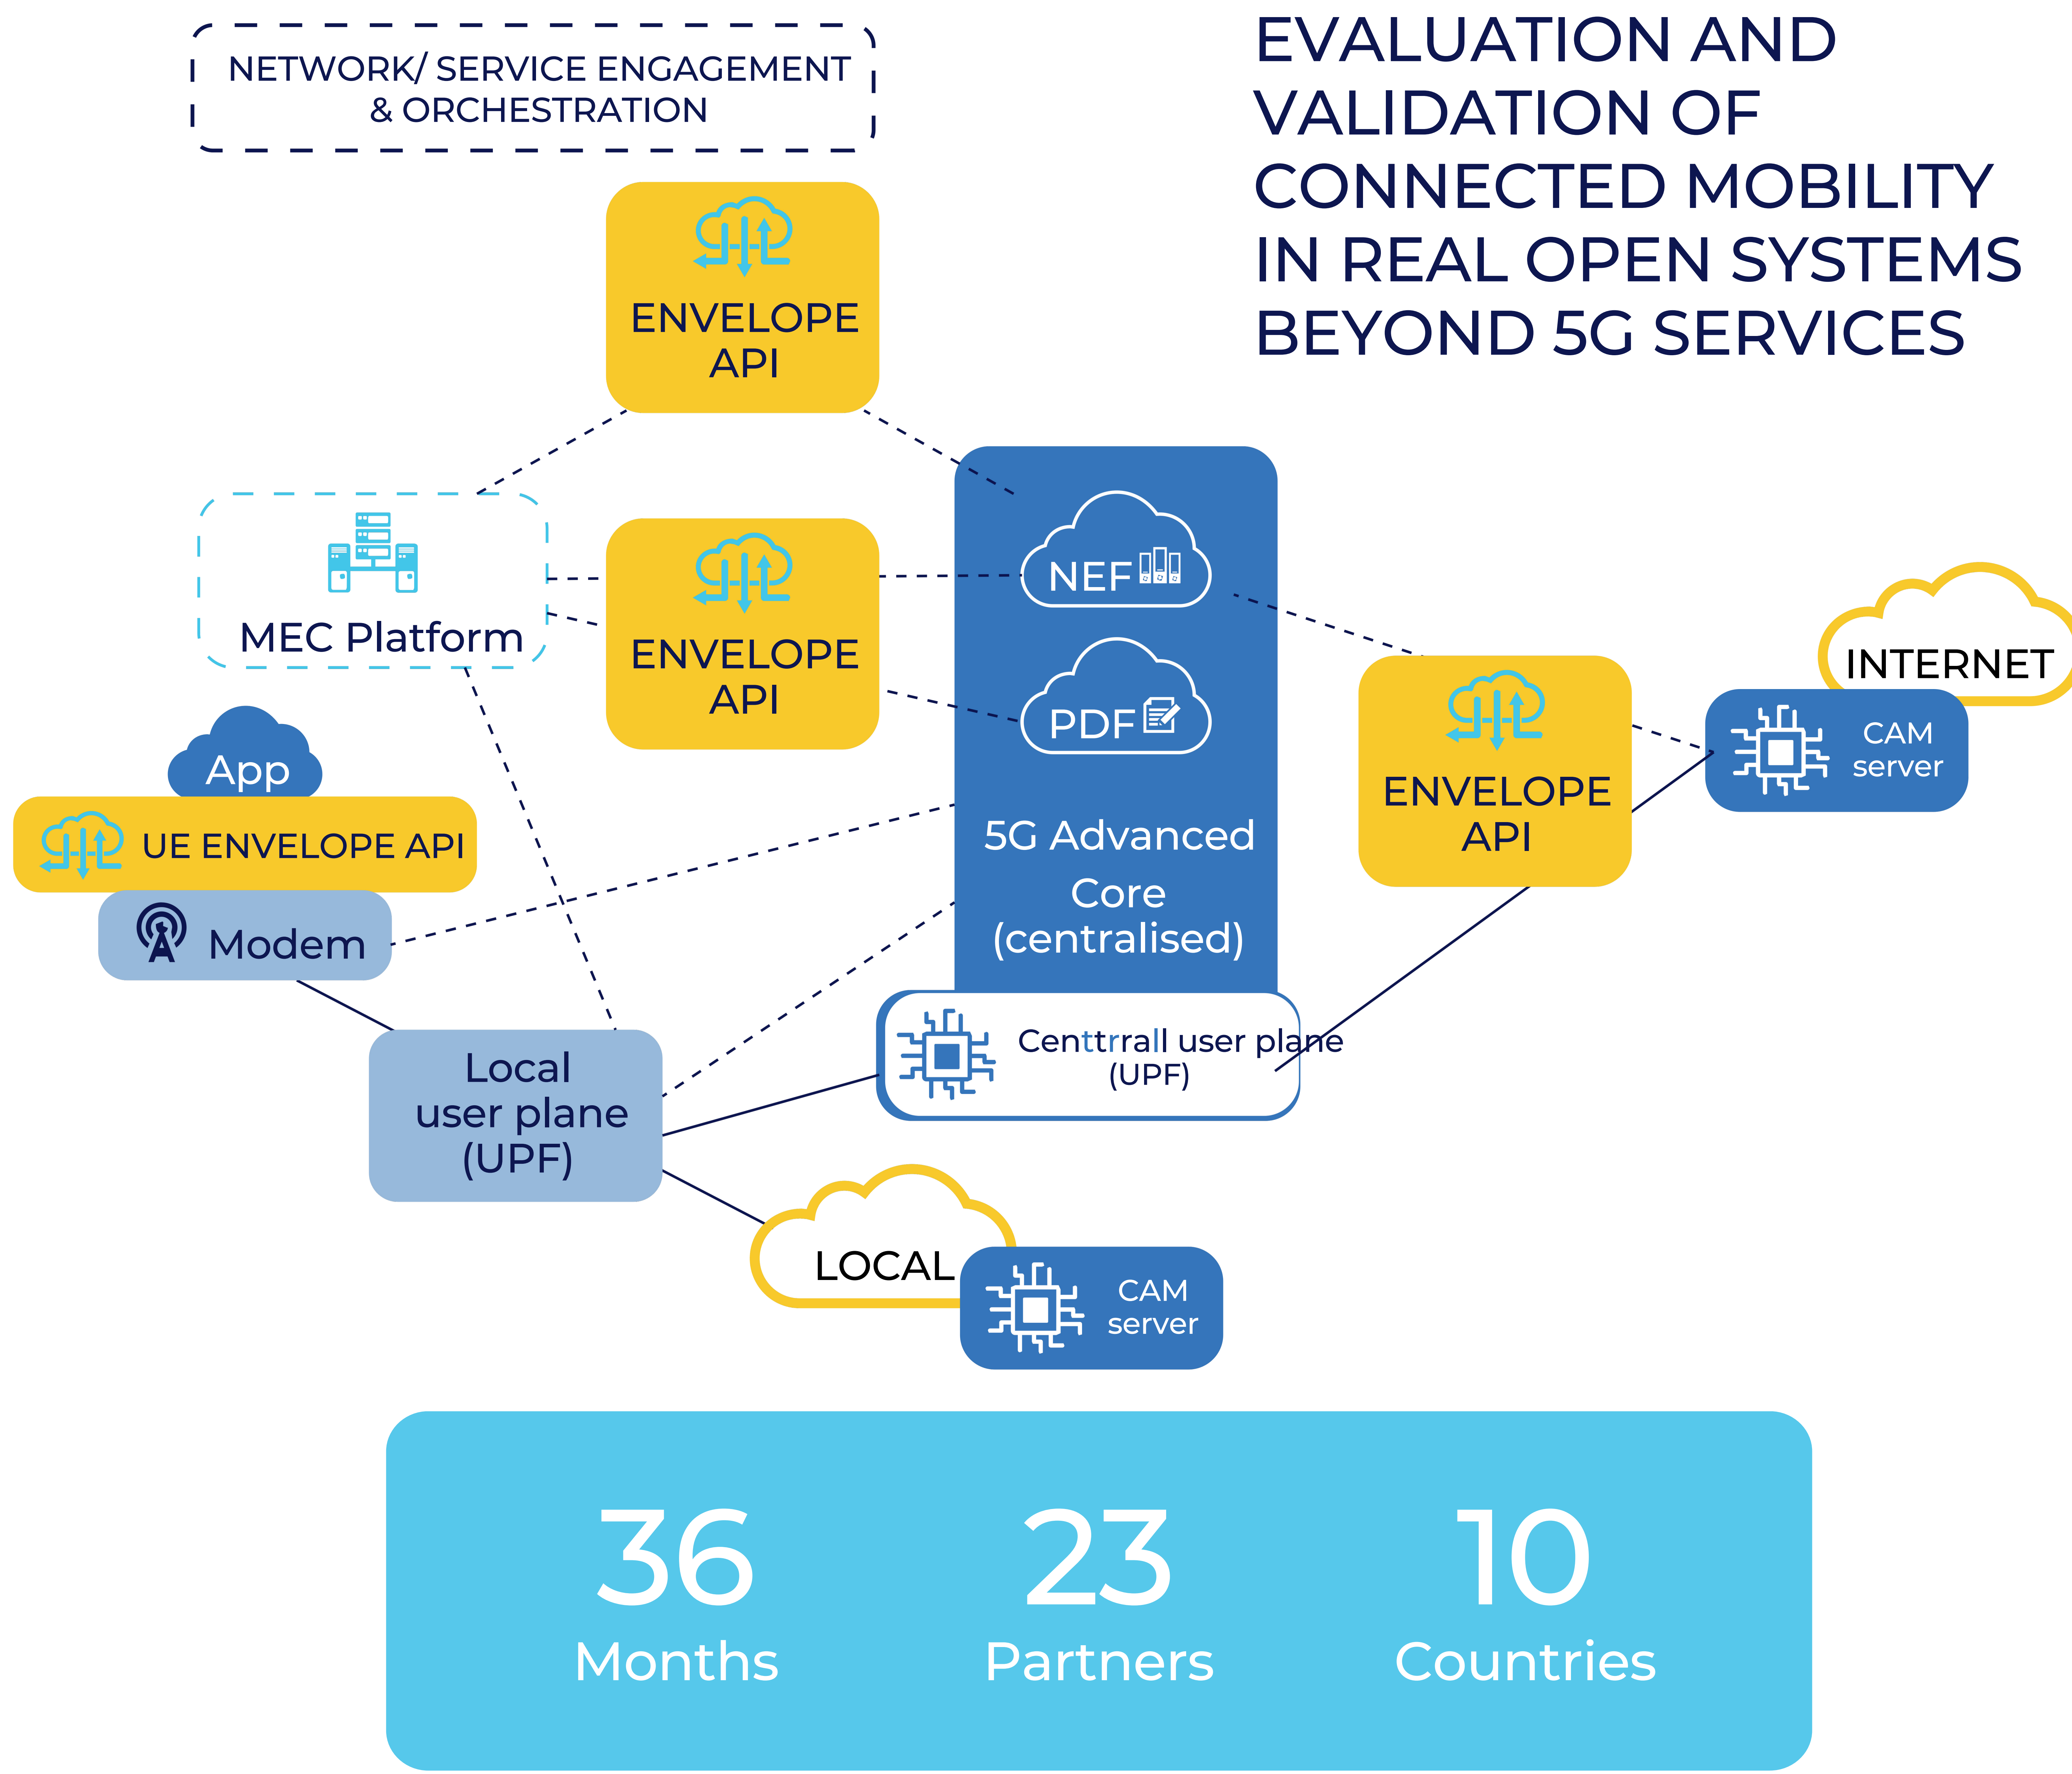 NETWORK/ SERVICE ENGAGEMENT
& ORCHESTRATION
EVALUATION AND
VALIDATION OF
CONNECTED MOBILITY
IN REAL OPEN SYSTEMS
BEYOND 5G SERVICES
ENVELOPE
API
MEC Platform
ENVELOPE
API
NEF
PDF
5G Advanced
Core
(centralised)
ENVELOPE
API
INTERNET
CAM
server
App
UE ENVELOPE API
Modem
Local
user plane
(UPF)
Centtrrall user plane
(UPF)
LOCAL
CAM
server
36
Months
23
Partners
10
Countries